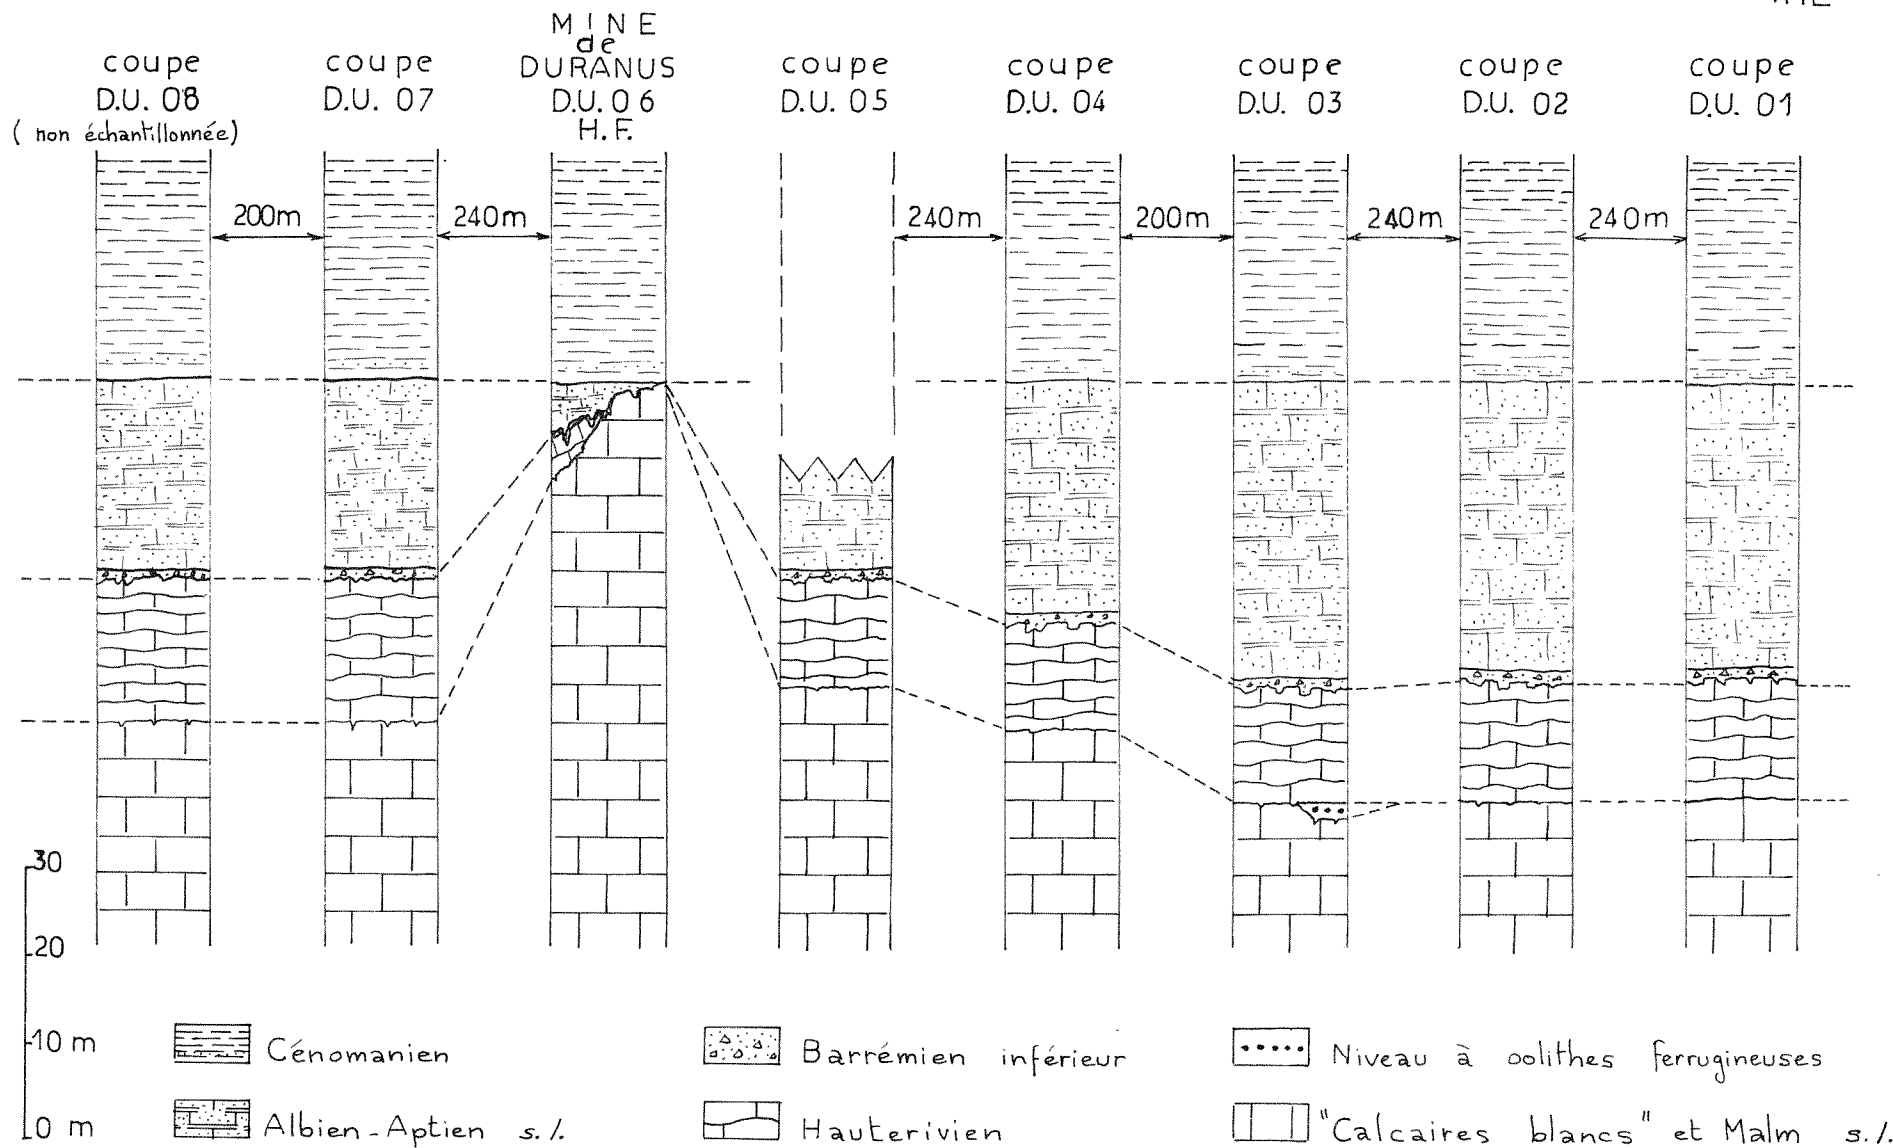 coupe
D.U. 08
( non échantillonnée)
coupe
D.U. 07
MINE
de
DURANUS
D.U. 06
H.F.
coupe
D.U. 05
coupe
D.U. 04
coupe
D.U. 03
coupe
D.U. 02
coupe
D.U. 01
200m
240m
240m
200m
240m
240m
30
20
10 m
0 m
Cénomanien
Barrémien inférieur
Niveau à oolithes ferrugineuses
Albien-Aptien s.l.
Hauterivien
"Calcaires blancs" et Malm s.l.